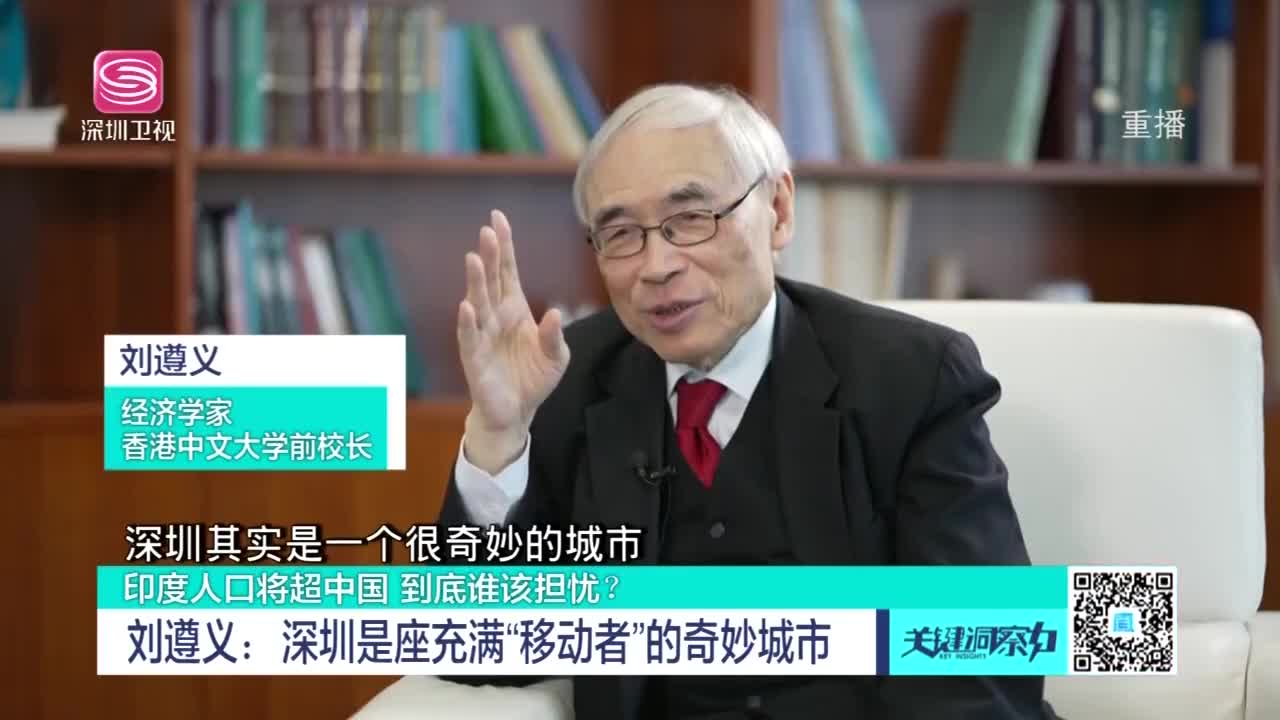 深圳卫视
重播
刘遵义
经济学家
香港中文大学前校长
深圳其实是一个很奇妙的城市
印度人口将超中国 到底谁该担忧？
刘遵义：深圳是座充满“移动者”的奇妙城市
关键洞察力
KEY INSIGHTS